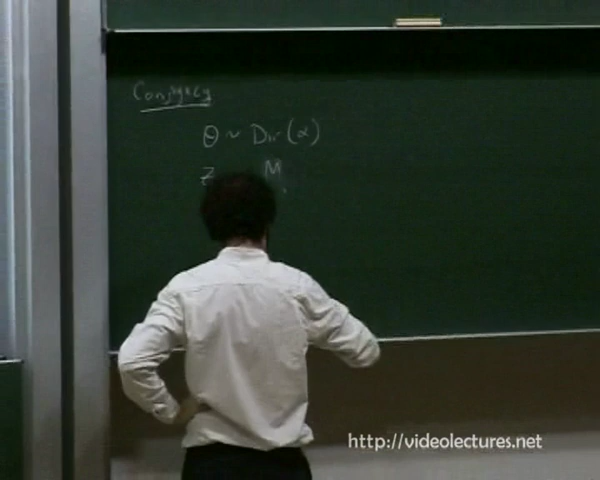 Conjugacy
θ ~ Dir(α)
z M
http://videolectures.net